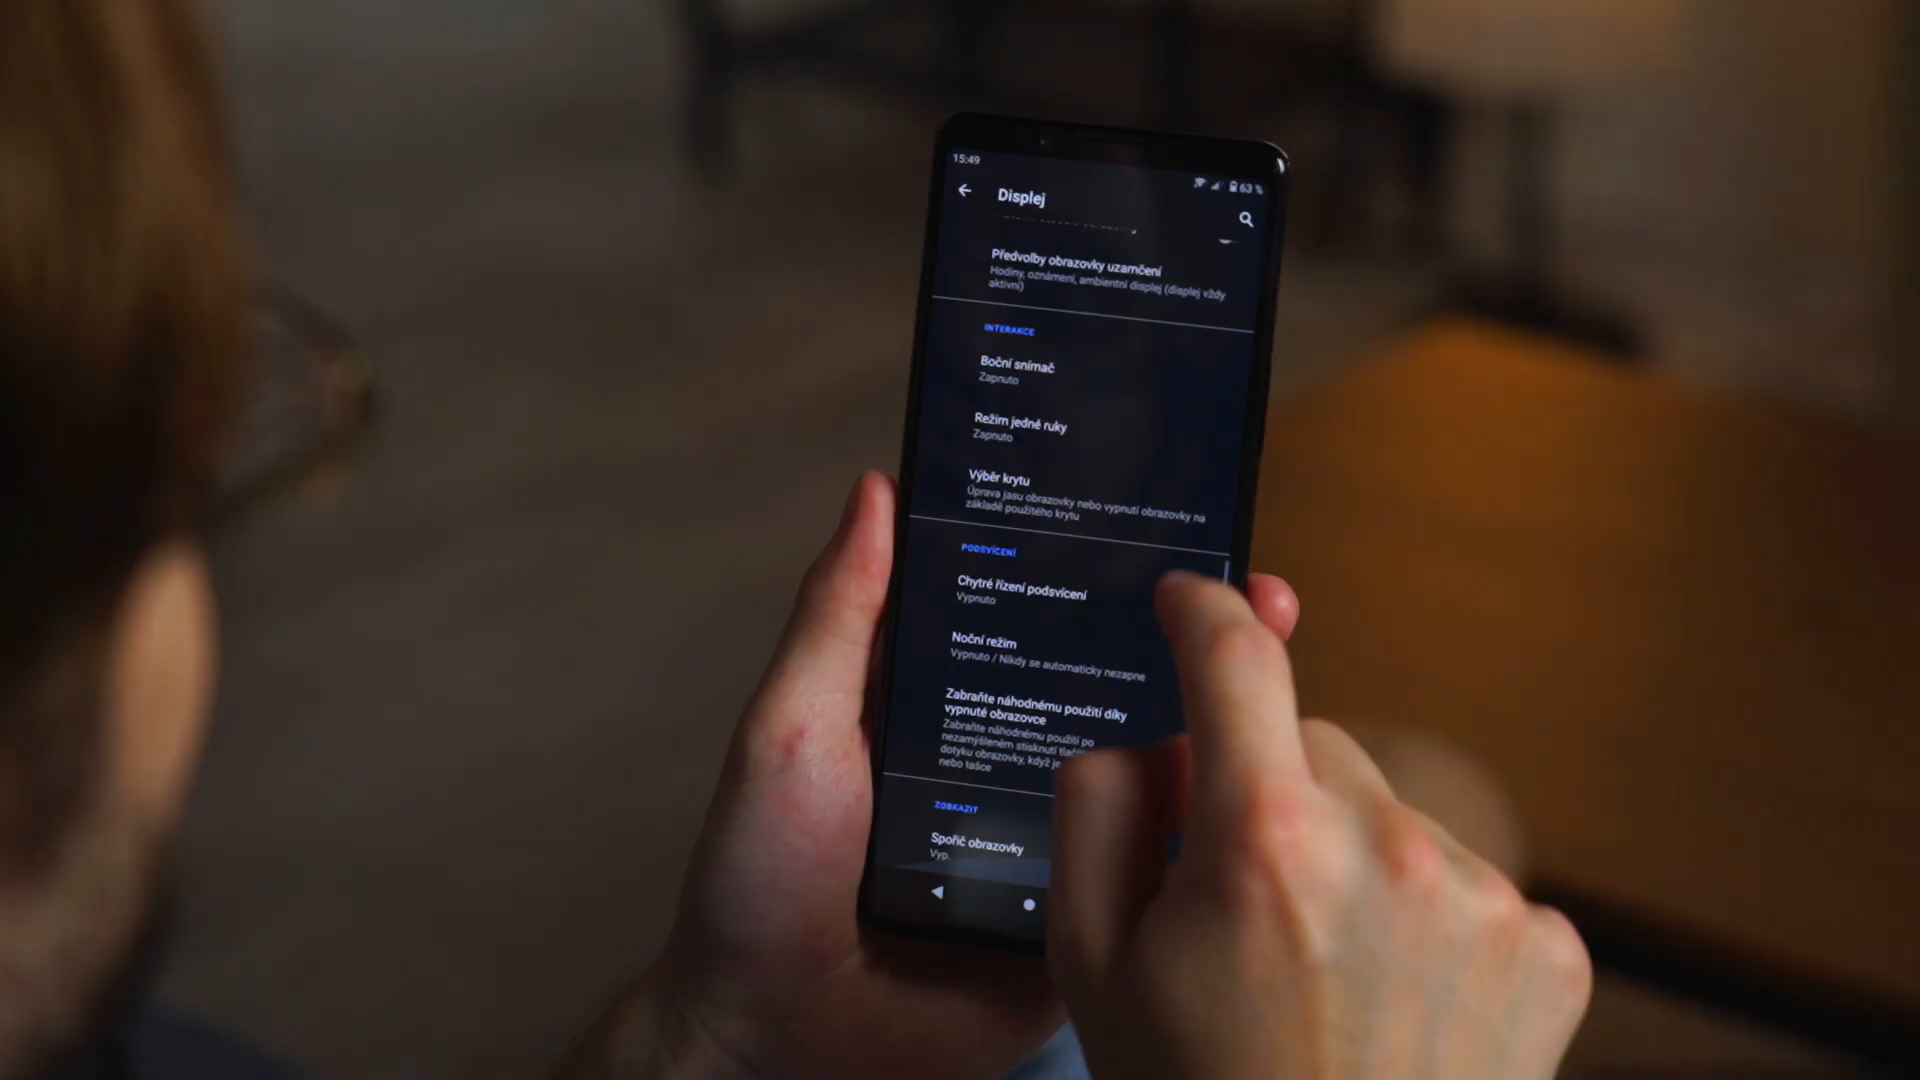 15:49
63 %
Displej
Předvolby obrazovky uzamčení
Hodiny, oznámení, ambientní displej (displej vždy
aktivní)
INTERAKCE
Boční snímač
Zapnuto
Režim jedné ruky
Zapnuto
Výběr krytu
Úprava jasu obrazovky nebo vypnutí obrazovky na
základě použitého krytu
PODSVÍCENÍ
Chytré řízení podsvícení
Vypnuto
Noční režim
Vypnuto / Nikdy se automaticky nezapne
Zabraňte náhodnému použití díky
vypnuté obrazovce
Zabraňte náhodnému použití po
nezamýšleném stisknutí
dotyku obrazovky, když je
nebo tašce
ZOBRAZIT
Spořič obrazovky
Vyp.